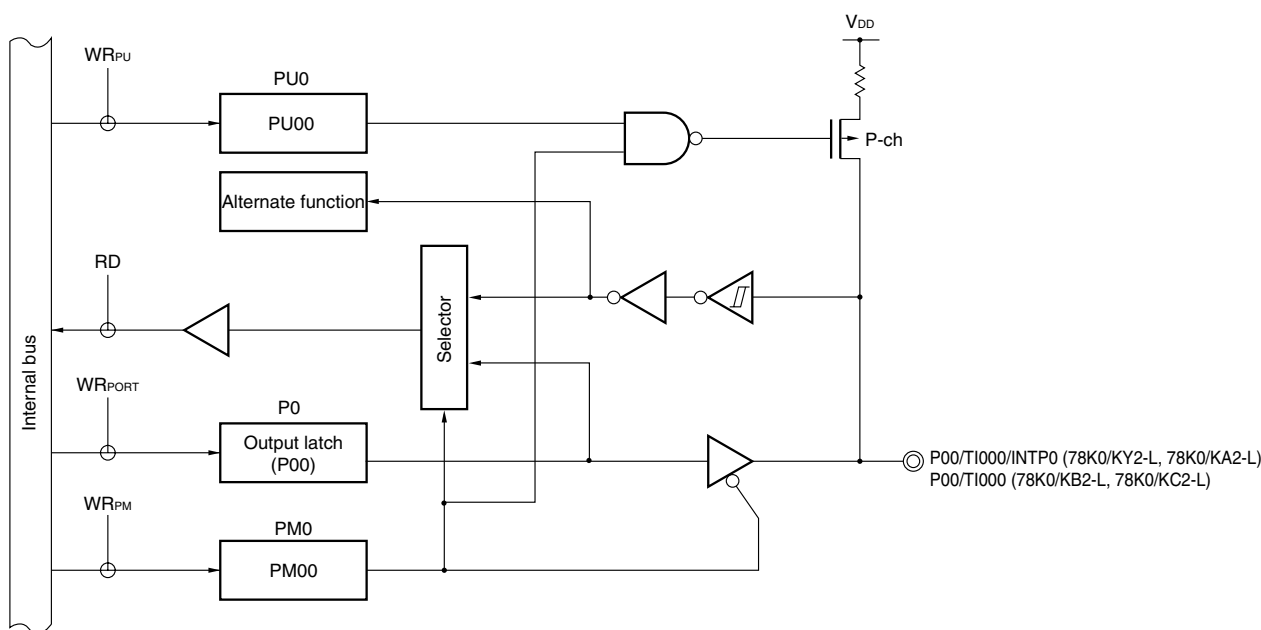 VDD
WRPU
PU0
PU00
P-ch
Alternate function
RD
Selector
Internal bus
WRPORT
P0
Output latch
(P00)
P00/TI000/INTP0 (78K0/KY2-L, 78K0/KA2-L)
P00/TI000 (78K0/KB2-L, 78K0/KC2-L)
WRPM
PM0
PM00